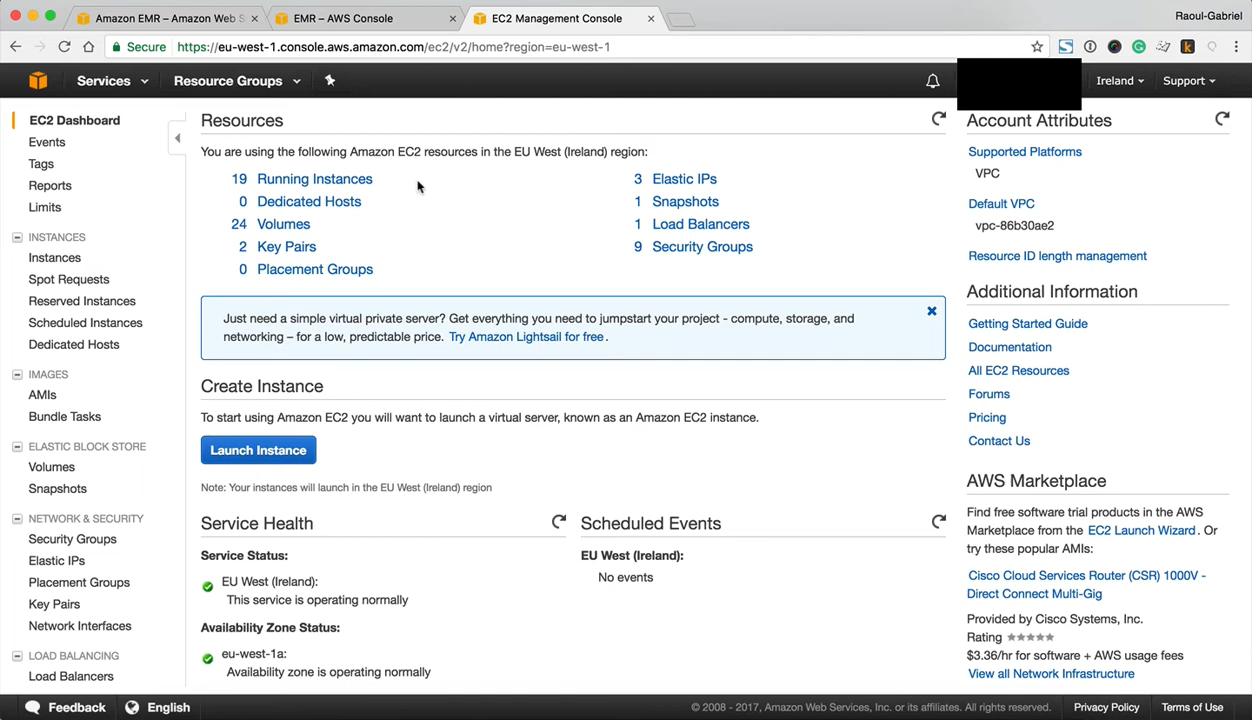 Amazon EMR – Amazon Web S
EMR – AWS Console
EC2 Management Console
Raoul-Gabriel
Secure
https://eu-west-1.console.aws.amazon.com/ec2/v2/home?region=eu-west-1
Services
Resource Groups
Ireland
Support
EC2 Dashboard
Events
Tags
Reports
Limits
INSTANCES
Instances
Spot Requests
Reserved Instances
Scheduled Instances
Dedicated Hosts
IMAGES
AMIs
Bundle Tasks
ELASTIC BLOCK STORE
Volumes
Snapshots
NETWORK & SECURITY
Security Groups
Elastic IPs
Placement Groups
Key Pairs
Network Interfaces
LOAD BALANCING
Load Balancers
Resources
You are using the following Amazon EC2 resources in the EU West (Ireland) region:
19 Running Instances
0 Dedicated Hosts
24 Volumes
2 Key Pairs
0 Placement Groups
3 Elastic IPs
1 Snapshots
1 Load Balancers
9 Security Groups
Just need a simple virtual private server? Get everything you need to jumpstart your project - compute, storage, and
networking – for a low, predictable price. Try Amazon Lightsail for free.
Create Instance
To start using Amazon EC2 you will want to launch a virtual server, known as an Amazon EC2 instance.
Launch Instance
Note: Your instances will launch in the EU West (Ireland) region
Service Health
Service Status:
EU West (Ireland):
This service is operating normally
Availability Zone Status:
eu-west-1a:
Availability zone is operating normally
Scheduled Events
EU West (Ireland):
No events
Account Attributes
Supported Platforms
VPC
Default VPC
vpc-86b30ae2
Resource ID length management
Additional Information
Getting Started Guide
Documentation
All EC2 Resources
Forums
Pricing
Contact Us
AWS Marketplace
Find free software trial products in the AWS
Marketplace from the EC2 Launch Wizard. Or
try these popular AMIs:
Cisco Cloud Services Router (CSR) 1000V -
Direct Connect Multi-Gig
Provided by Cisco Systems, Inc.
Rating
$3.36/hr for software + AWS usage fees
View all Network Infrastructure
Feedback
English
© 2008 - 2017, Amazon Web Services, Inc. or its affiliates. All rights reserved.
Privacy Policy
Terms of Use